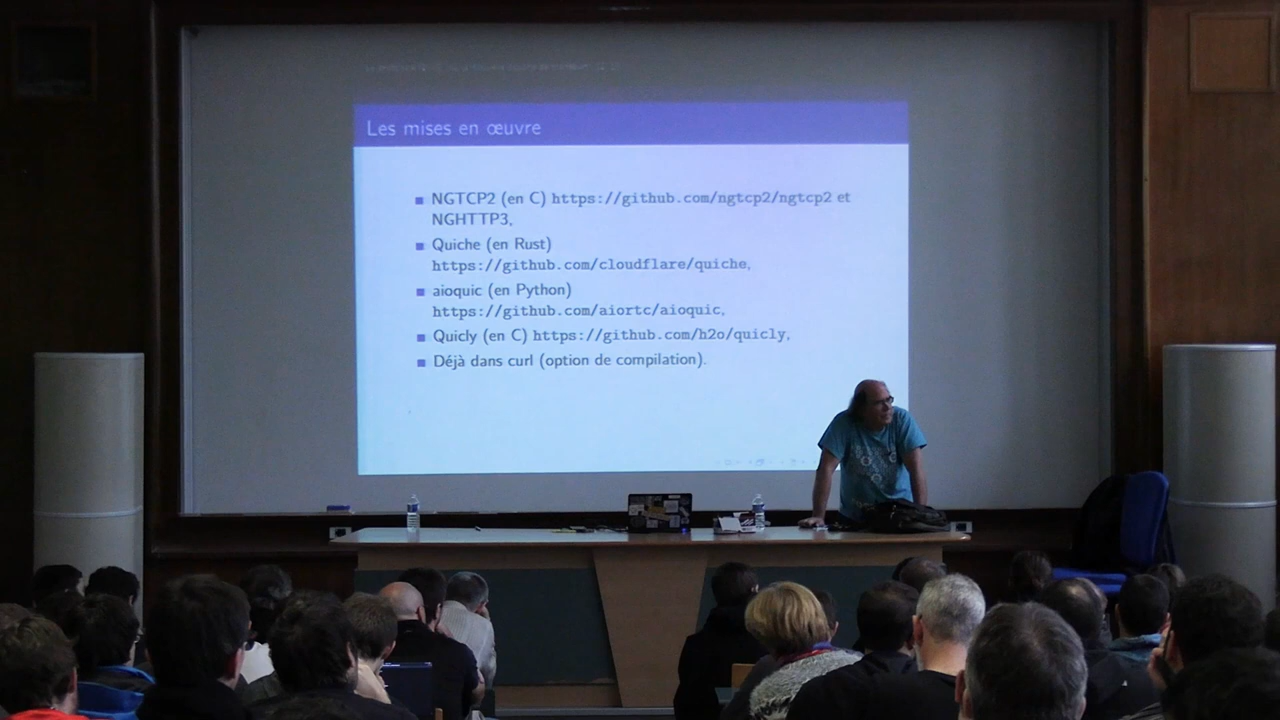 Les mises en œuvre
NGTCP2 (en C) https://github.com/ngtcp2/ngtcp2 et
NGHTTP3,
Quiche (en Rust)
https://github.com/cloudflare/quiche,
aioquic (en Python)
https://github.com/aiortc/aioquic,
Quicly (en C) https://github.com/h2o/quicly,
Déjà dans curl (option de compilation).